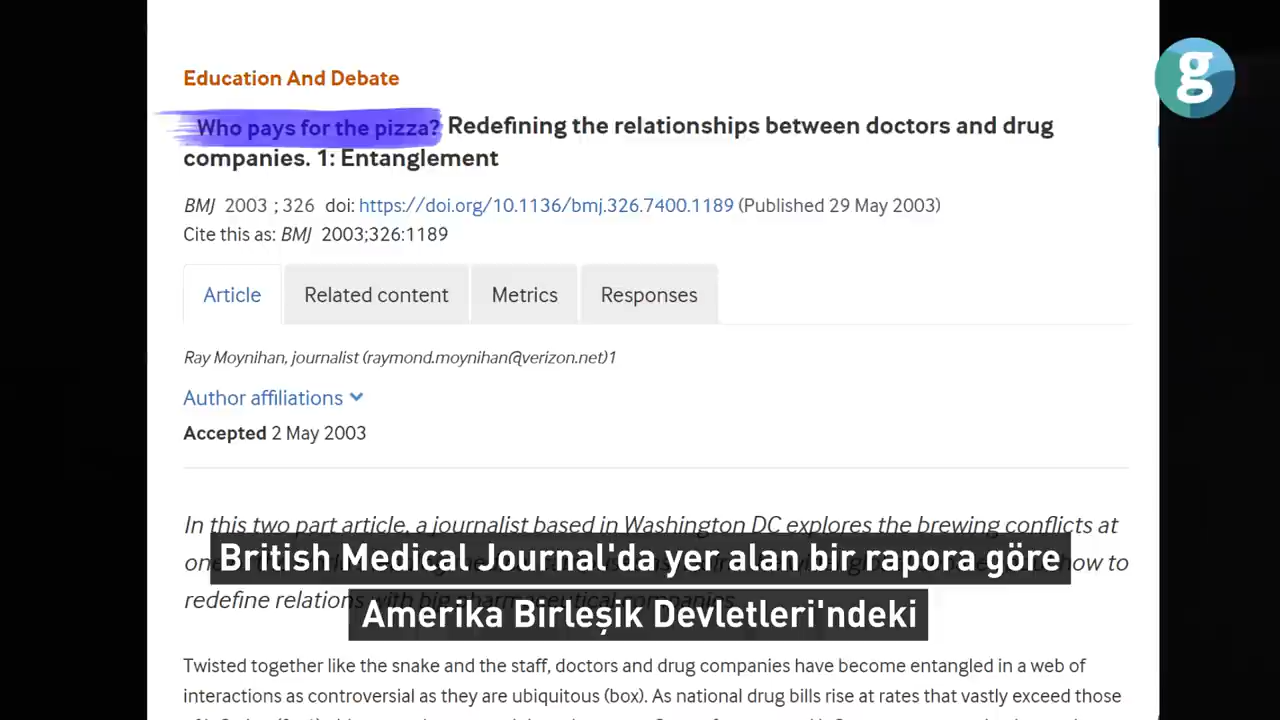 g
Education And Debate
Who pays for the pizza? Redefining the relationships between doctors and drug
companies. 1: Entanglement
BMJ 2003 ; 326 doi: https://doi.org/10.1136/bmj.326.7400.1189 (Published 29 May 2003)
Cite this as: BMJ 2003;326:1189
Article Related content Metrics Responses
Ray Moynihan, journalist (raymond.moynihan@verizon.net)1
Author affiliations
Accepted 2 May 2003
In this two part article, a journalist based in Washington DC explores the brewing conflicts at
how to
redefine relations with big pharmaceutical companies
British Medical Journal'da yer alan bir rapora göre
Amerika Birleşik Devletleri'ndeki
Twisted together like the snake and the staff, doctors and drug companies have become entangled in a web of
interactions as controversial as they are ubiquitous (box). As national drug bills rise at rates that vastly exceed those